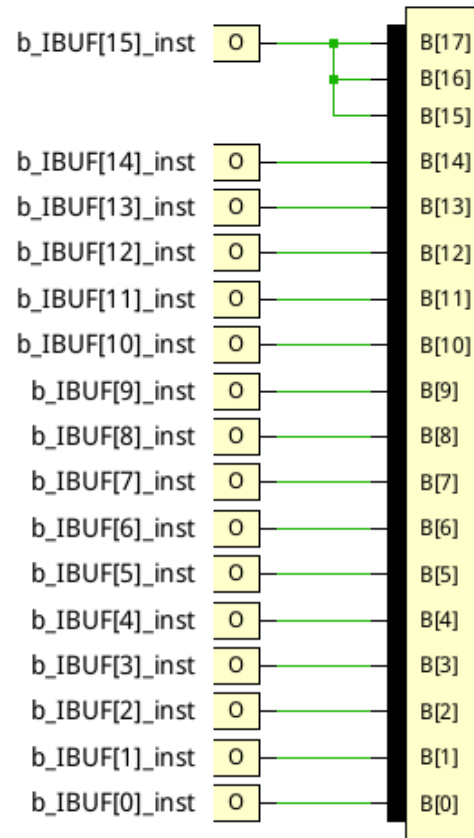 b_IBUF[15]_inst O B[17]
B[16]
B[15]
b_IBUF[14]_inst O B[14]
b_IBUF[13]_inst O B[13]
b_IBUF[12]_inst O B[12]
b_IBUF[11]_inst O B[11]
b_IBUF[10]_inst O B[10]
b_IBUF[9]_inst O B[9]
b_IBUF[8]_inst O B[8]
b_IBUF[7]_inst O B[7]
b_IBUF[6]_inst O B[6]
b_IBUF[5]_inst O B[5]
b_IBUF[4]_inst O B[4]
b_IBUF[3]_inst O B[3]
b_IBUF[2]_inst O B[2]
b_IBUF[1]_inst O B[1]
b_IBUF[0]_inst O B[0]